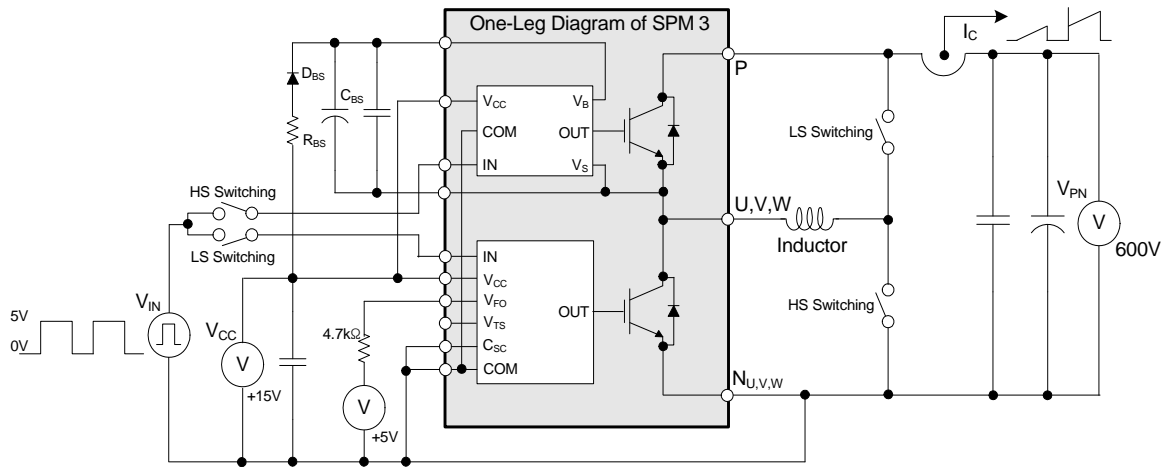 One-Leg Diagram of SPM 3
IC
P
DBS
CBS
RBS
VCC
VB
COM
OUT
IN
VS
LS Switching
HS Switching
LS Switching
U,V,W
Inductor
VPN
V
600V
IN
VCC
VFO
VTS
CSC
COM
OUT
HS Switching
VIN
5V
0V
VCC
V
+15V
4.7kΩ
V
+5V
NU,V,W